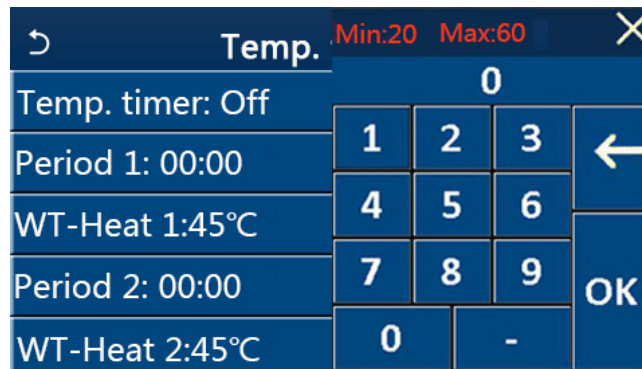 Temp.
Temp. timer: Off
Period 1: 00:00
WT-Heat 1:45℃
Period 2: 00:00
WT-Heat 2:45℃
Min:20 Max:60
0
1 2 3
4 5 6
7 8 9
OK
0 -